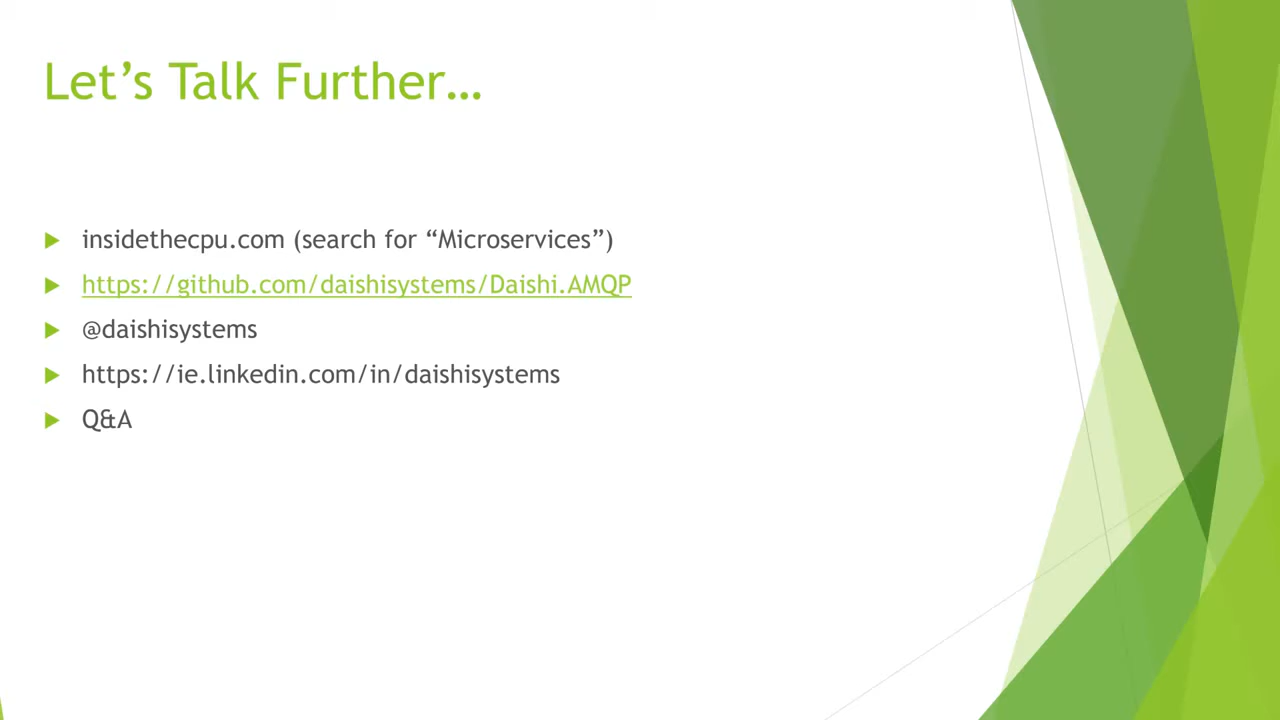 Let’s Talk Further…
insidethecpu.com (search for “Microservices”)
https://github.com/daishisystems/Daishi.AMQP
@daishisystems
https://ie.linkedin.com/in/daishisystems
Q&A